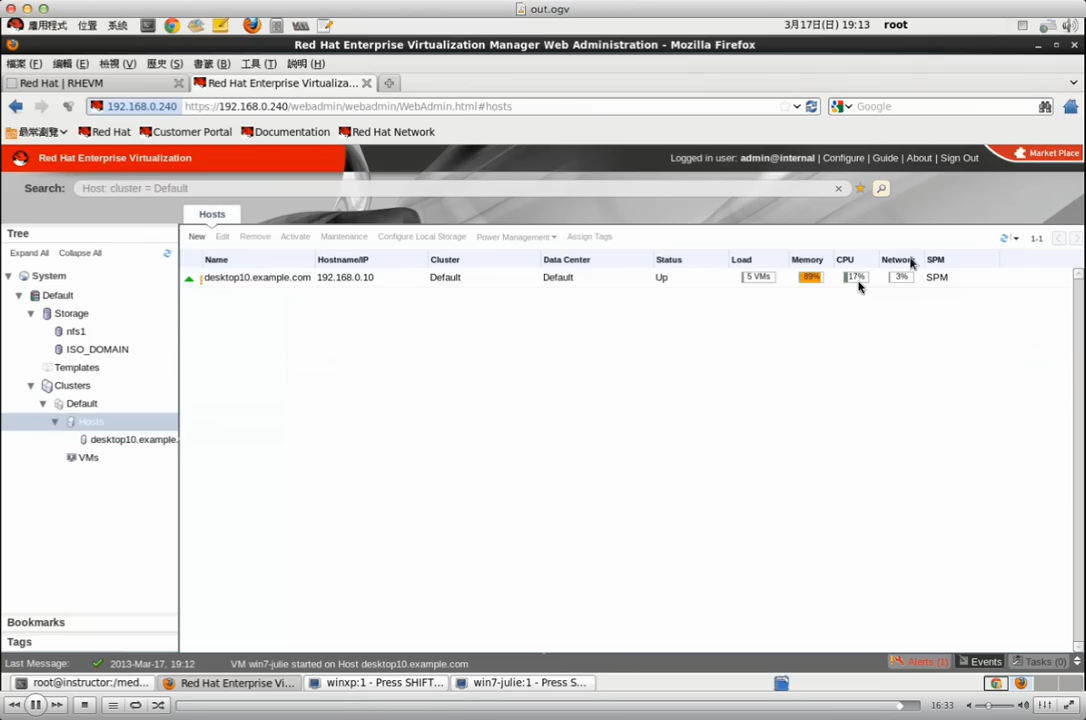 out.ogv
應用程式 位置 系統 3月17日(日) 19:13 root
Red Hat Enterprise Virtualization Manager Web Administration - Mozilla Firefox
檔案 (F) 編輯 (E) 檢視 (V) 歷史 (S) 書籤 (B) 工具 (T) 說明 (H)
Red Hat | RHEVM Red Hat Enterprise Virtualiza...
192.168.0.240 https://192.168.0.240/webadmin/webadmin/WebAdmin.html#hosts Google
最常瀏覽 Red Hat Customer Portal Documentation Red Hat Network
Red Hat Enterprise Virtualization Logged in user: admin@internal | Configure | Guide | About | Sign Out Market Place
Search: Host: cluster = Default
Hosts
Tree New Edit Remove Activate Maintenance Configure Local Storage Power Management Assign Tags 1-1
Expand All Collapse All Name Hostname/IP Cluster Data Center Status Load Memory CPU Network SPM
System desktop10.example.com 192.168.0.10 Default Default Up 5 VMs 89% 17% 3% SPM
Default
Storage
nfs1
ISO_DOMAIN
Templates
Clusters
Default
Hosts
desktop10.example.
VMs
Bookmarks
Tags
Last Message: 2013-Mar-17, 19:12 VM win7-julie started on Host desktop10.example.com Alerts (1) Events Tasks (0)
root@instructor:/med... Red Hat Enterprise Vi... winxp:1 - Press SHIFT... win7-julie:1 - Press S...
16:33